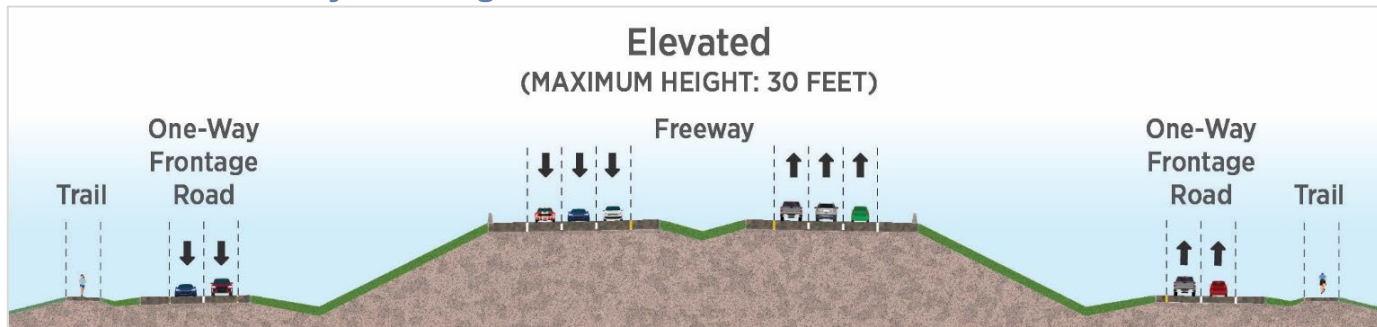 Elevated
(MAXIMUM HEIGHT: 30 FEET)
One-Way
Frontage
Road
Trail
Freeway
One-Way
Frontage
Road
Trail